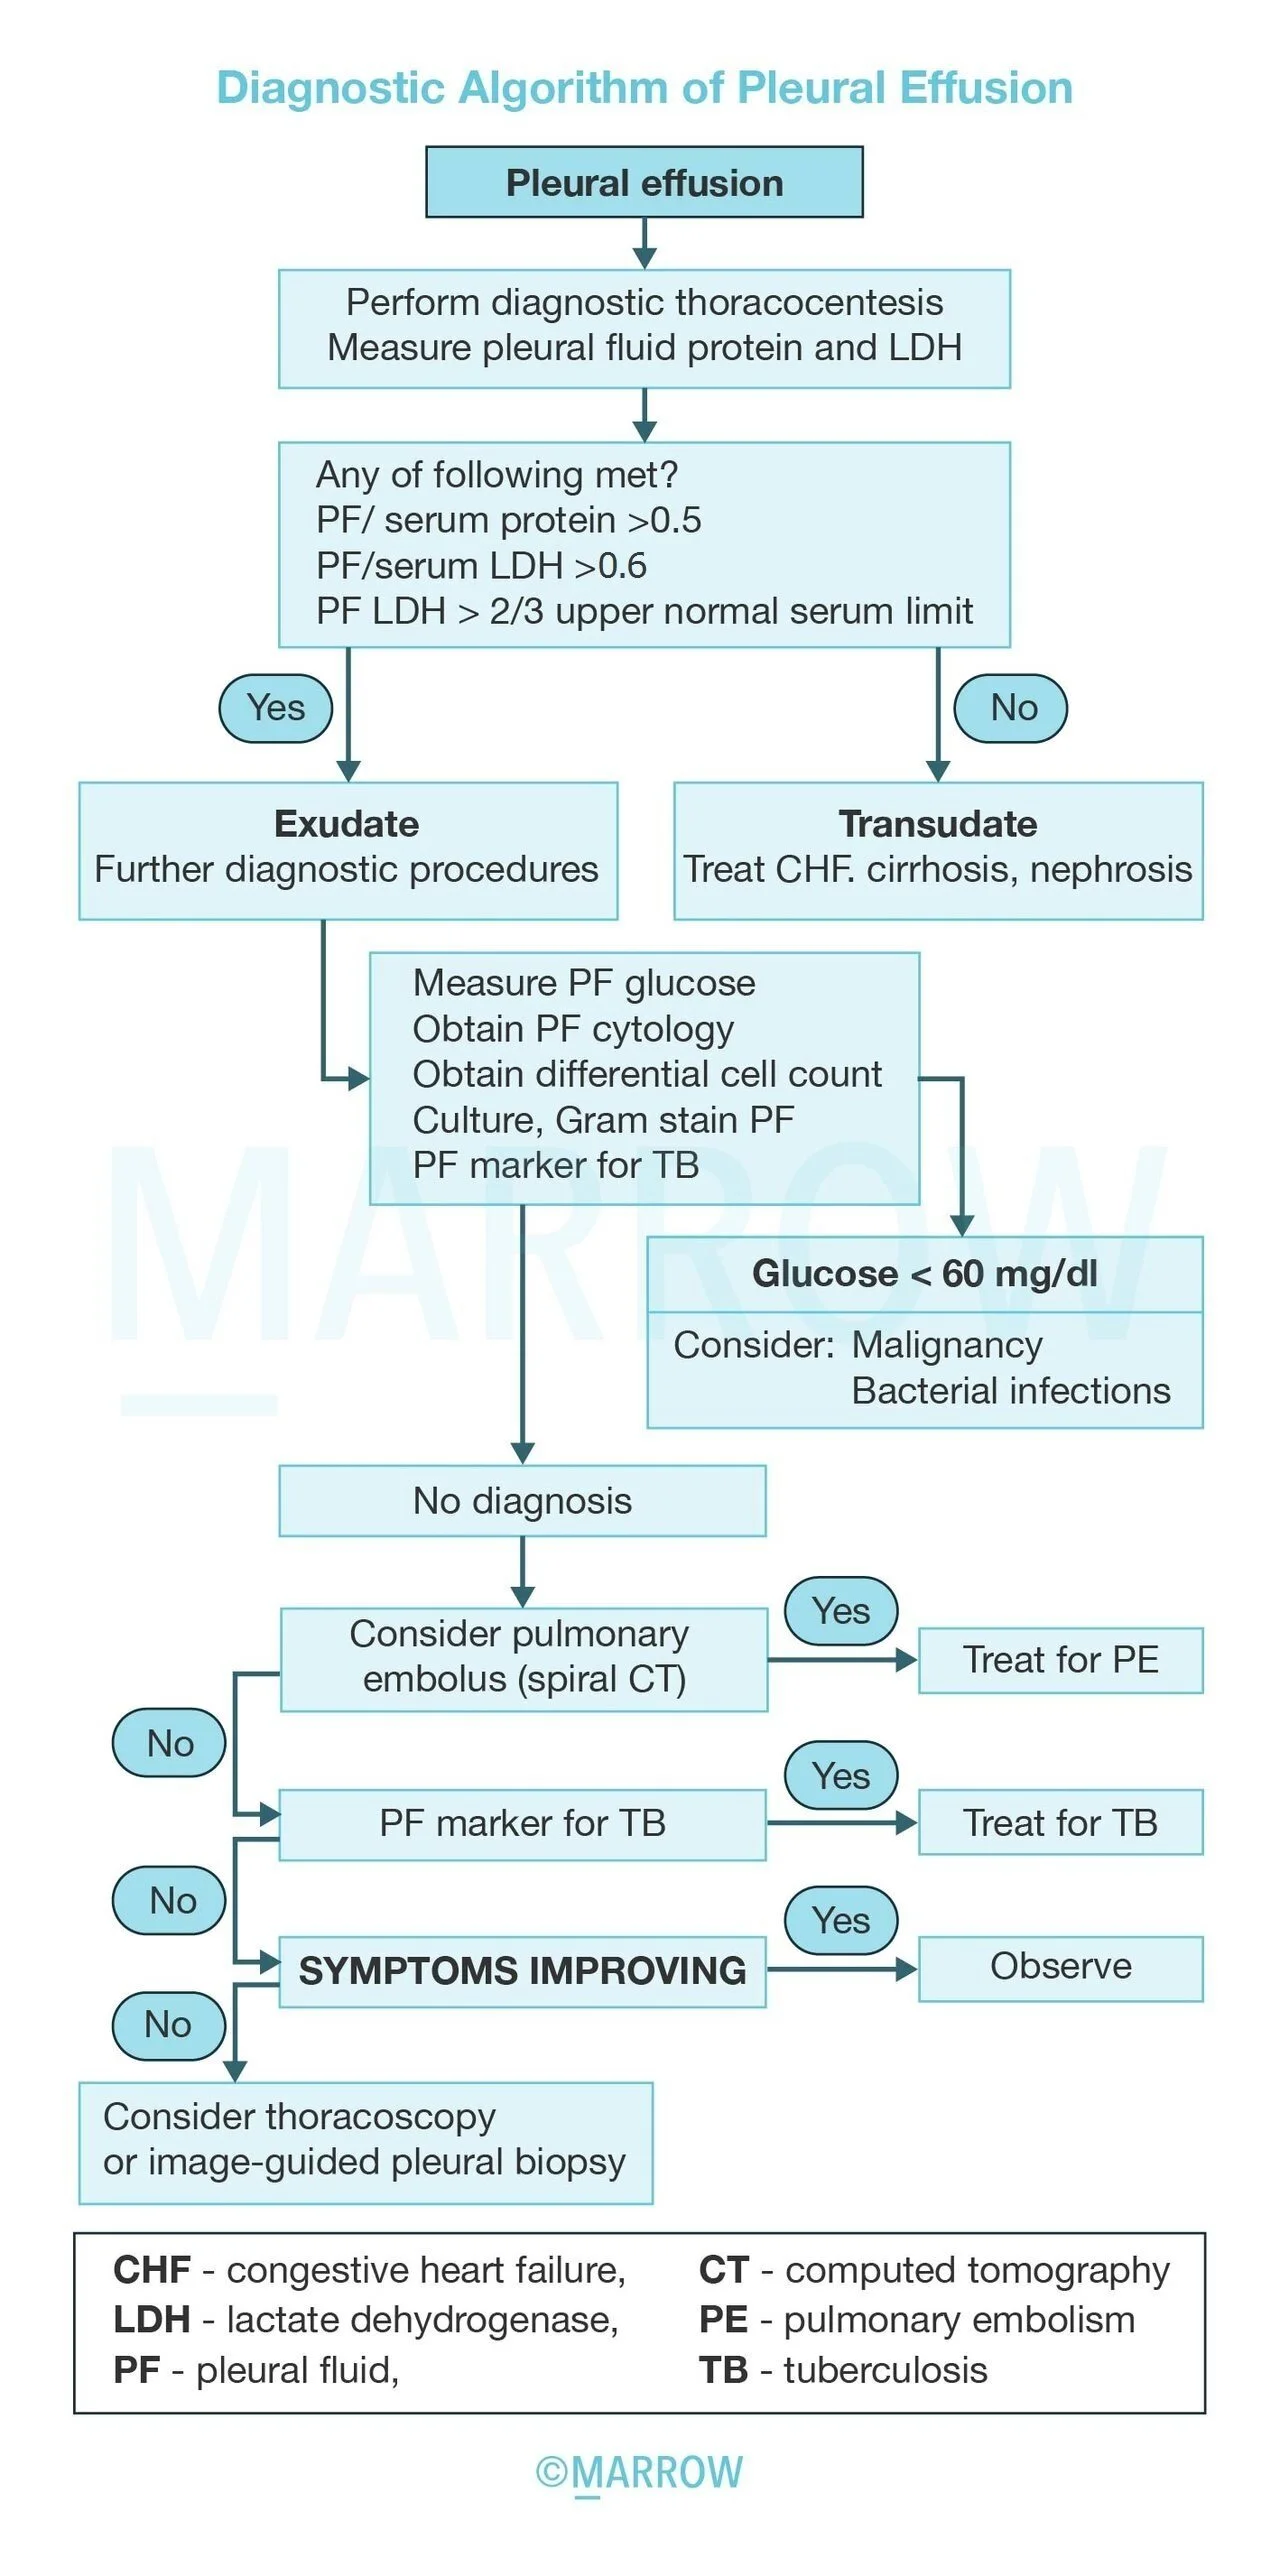 Diagnostic Algorithm of Pleural Effusion
Pleural effusion
Perform diagnostic thoracocentesis
Measure pleural fluid protein and LDH
Any of following met?
PF/ serum protein >0.5
PF/serum LDH >0.6
PF LDH > 2/3 upper normal serum limit
Yes
No
Exudate
Further diagnostic procedures
Transudate
Treat CHF. cirrhosis, nephrosis
Measure PF glucose
Obtain PF cytology
Obtain differential cell count
Culture, Gram stain PF
PF marker for TB
MARROW
Glucose < 60 mg/dl
Consider: Malignancy
Bacterial infections
No diagnosis
Consider pulmonary
embolus (spiral CT)
Yes
Treat for PE
No
PF marker for TB
Yes
Treat for TB
No
SYMPTOMS IMPROVING
Yes
Observe
No
Consider thoracoscopy
or image-guided pleural biopsy
CHF - congestive heart failure,
LDH - lactate dehydrogenase,
PF - pleural fluid,
CT - computed tomography
PE - pulmonary embolism
TB - tuberculosis
©MARROW